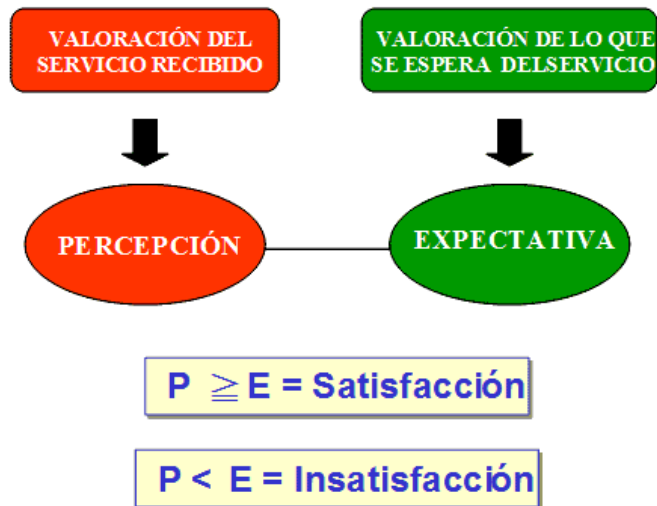 VALORACIÓN DEL
SERVICIO RECIBIDO
VALORACIÓN DE LO QUE
SE ESPERA DELSERVICIO
PERCEPCIÓN
EXPECTATIVA
P ≧ E = Satisfacción
P < E = Insatisfacción